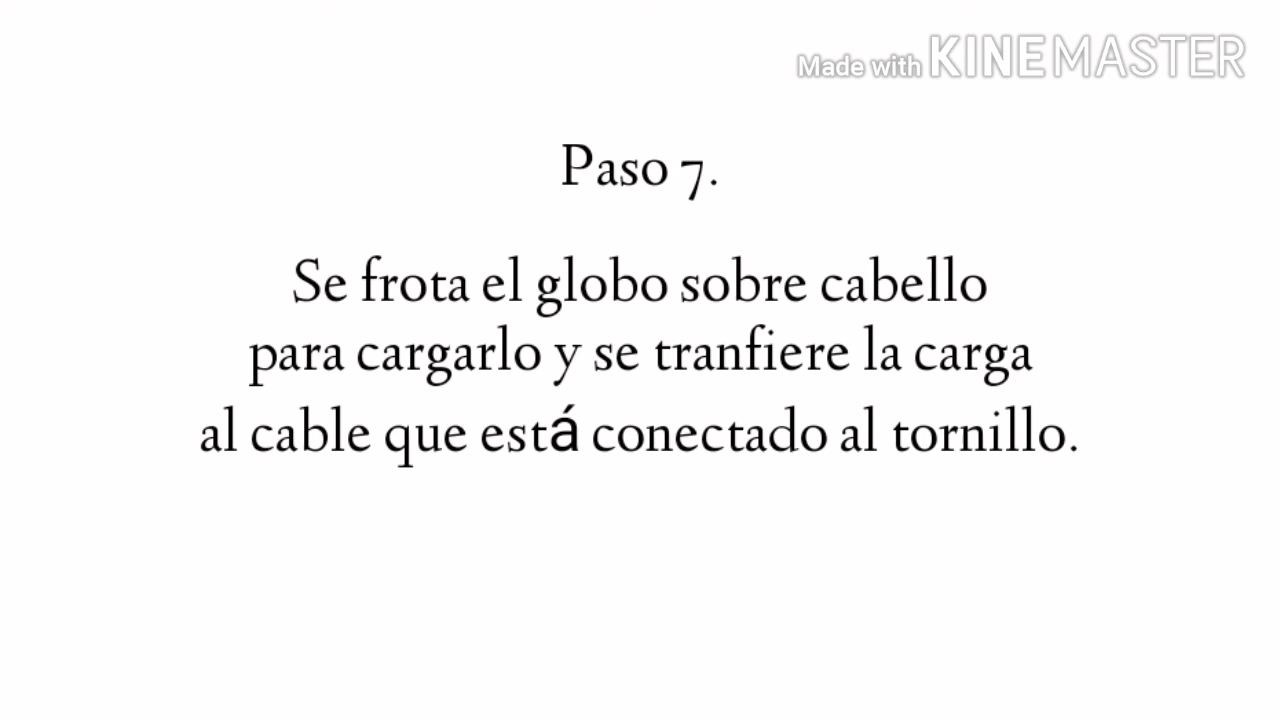 Made with KINEMASTER
Paso 7.
Se frota el globo sobre cabello
para cargarlo y se tranfiere la carga
al cable que está conectado al tornillo.